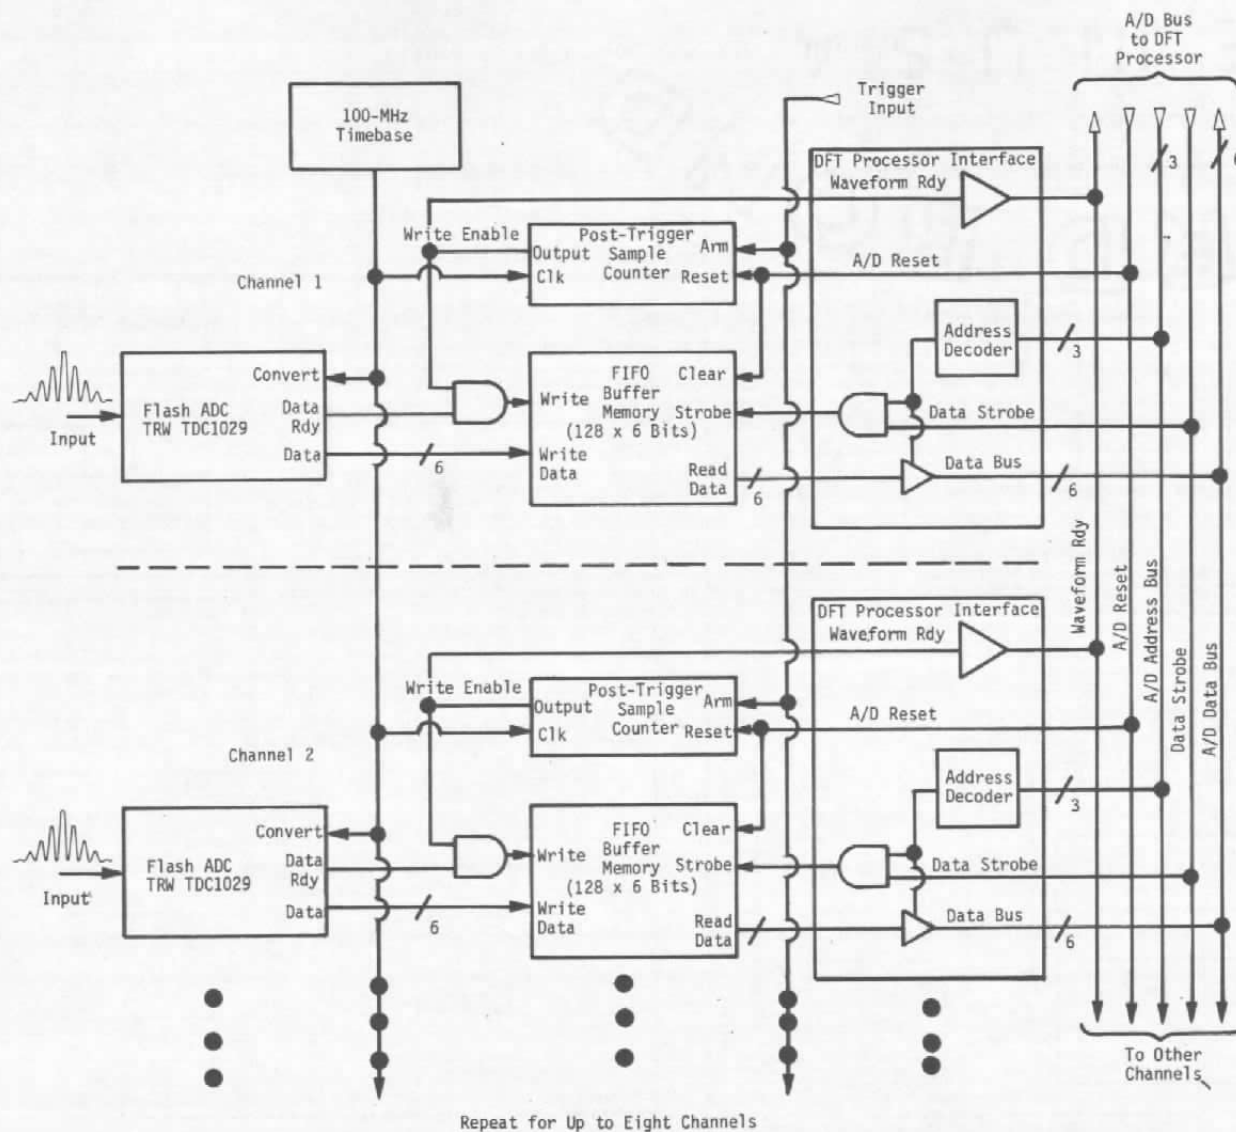 A/D Bus
to DFT
Processor
Trigger
Input
100-MHz
Timebase
DFT Processor Interface
Waveform Rdy
3
6
Write Enable
Output
Post-Trigger
Sample
Counter
Arm
Clk
Reset
A/D Reset
Channel 1
Address
Decoder
3
Convert
FIFO
Buffer
Memory
(128 x 6 Bits)
Clear
Flash ADC
TRW TDC1029
Data
Rdy
Write
Strobe
Data Strobe
Input
Data
6
Write
Data
Read
Data
6
Data Bus
6
Waveform Rdy
A/D Reset
A/D Address Bus
Data Strobe
A/D Data Bus
DFT Processor Interface
Waveform Rdy
Write Enable
Output
Post-Trigger
Sample
Counter
Arm
Clk
Reset
A/D Reset
Channel 2
Address
Decoder
3
Convert
FIFO
Buffer
Memory
(128 x 6 Bits)
Clear
Flash ADC
TRW TDC1029
Data
Rdy
Write
Strobe
Data Strobe
Input
Data
6
Write
Data
Read
Data
Data Bus
6
To Other
Channels
Repeat for Up to Eight Channels